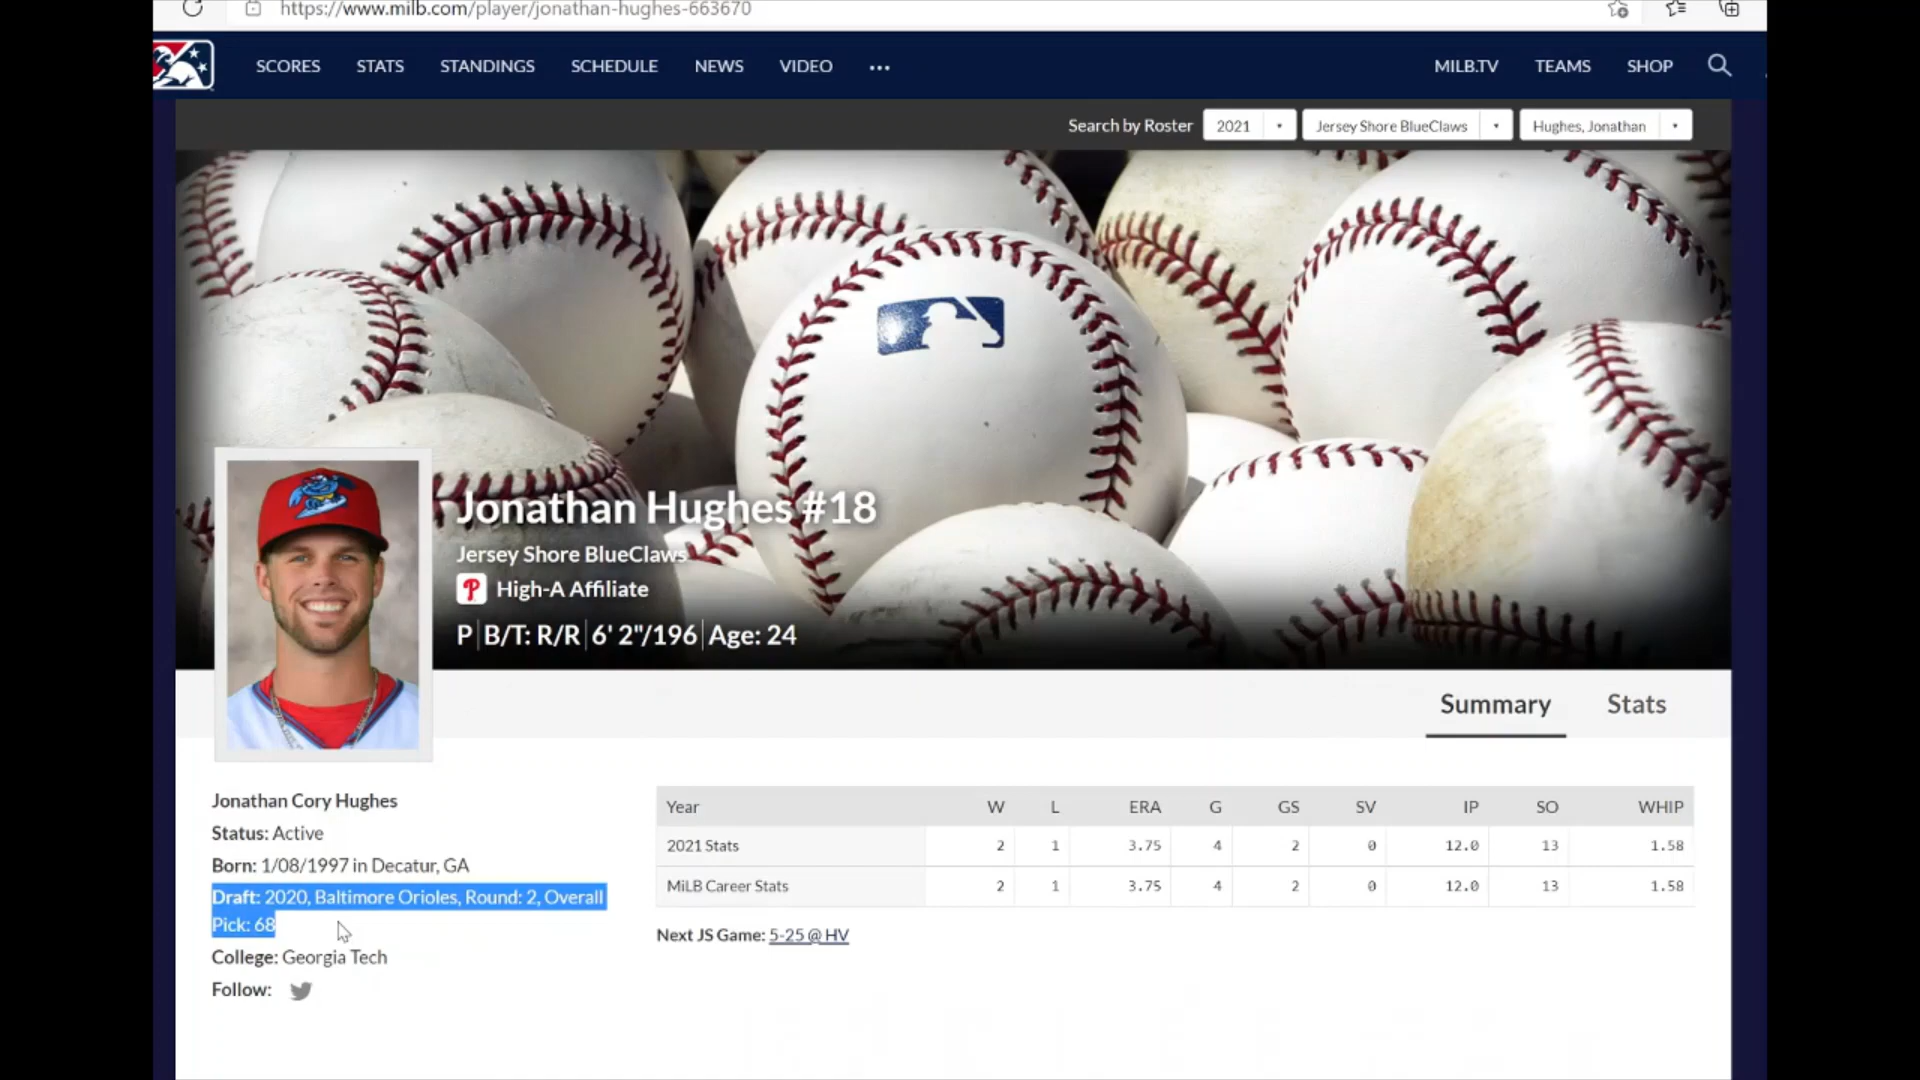 https://www.milb.com/player/jonathan-hughes-663670
SCORES STATS STANDINGS SCHEDULE NEWS VIDEO ••• MILB.TV TEAMS SHOP
Search by Roster 2021 Jersey Shore BlueClaws Hughes, Jonathan
Jonathan Hughes #18
Jersey Shore BlueClaws
P High-A Affiliate
P B/T: R/R 6' 2"/196 Age: 24
Summary Stats
Jonathan Cory Hughes
Status: Active
Born: 1/08/1997 in Decatur, GA
Draft: 2020, Baltimore Orioles, Round: 2, Overall
Pick: 68
College: Georgia Tech
Follow:
Year W L ERA G GS SV IP SO WHIP
2021 Stats 2 1 3.75 4 2 0 12.0 13 1.58
MiLB Career Stats 2 1 3.75 4 2 0 12.0 13 1.58
Next JS Game: 5-25 @ HV